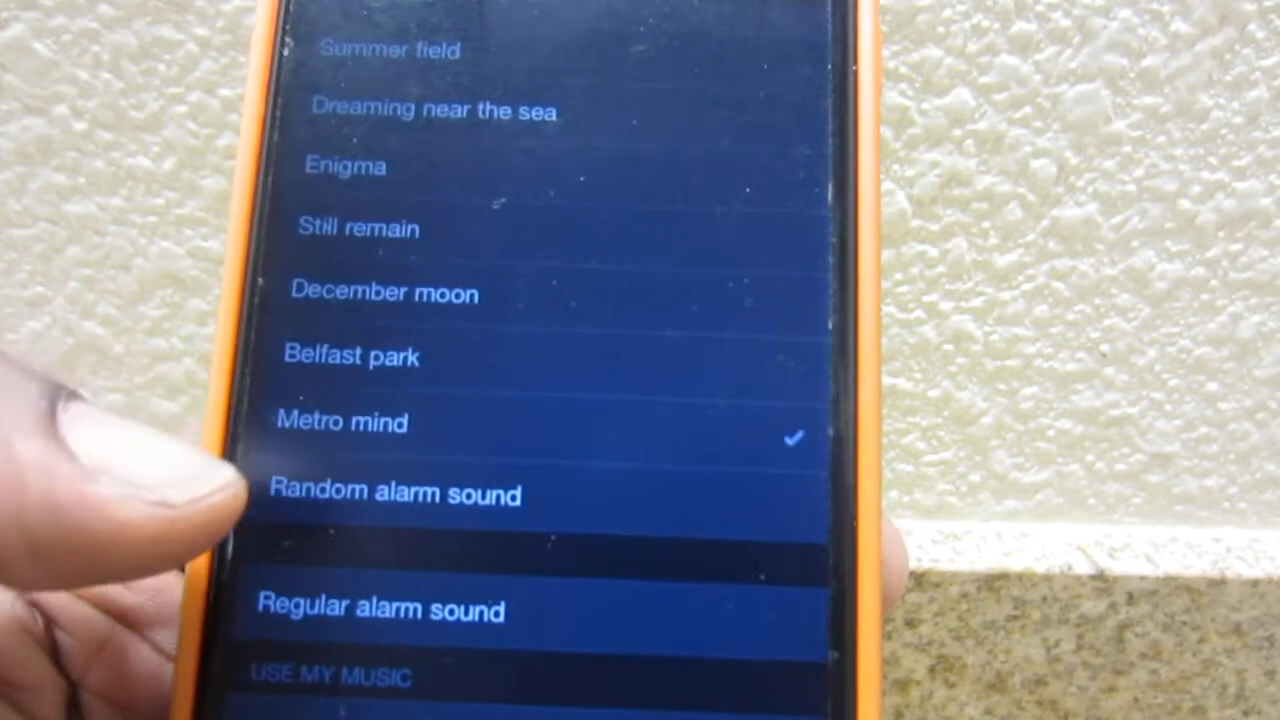 Summer field
Dreaming near the sea
Enigma
Still remain
December moon
Belfast park
Metro mind
Random alarm sound
Regular alarm sound
USE MY MUSIC